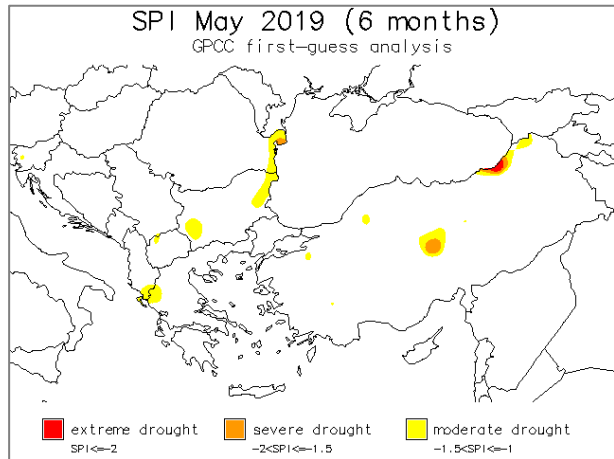 SPI May 2019 (6 months)
GPCC first-guess analysis
extreme drought severe drought moderate drought
SPI<=-2 -2<SPI<=-1.5 -1.5<SPI<=-1